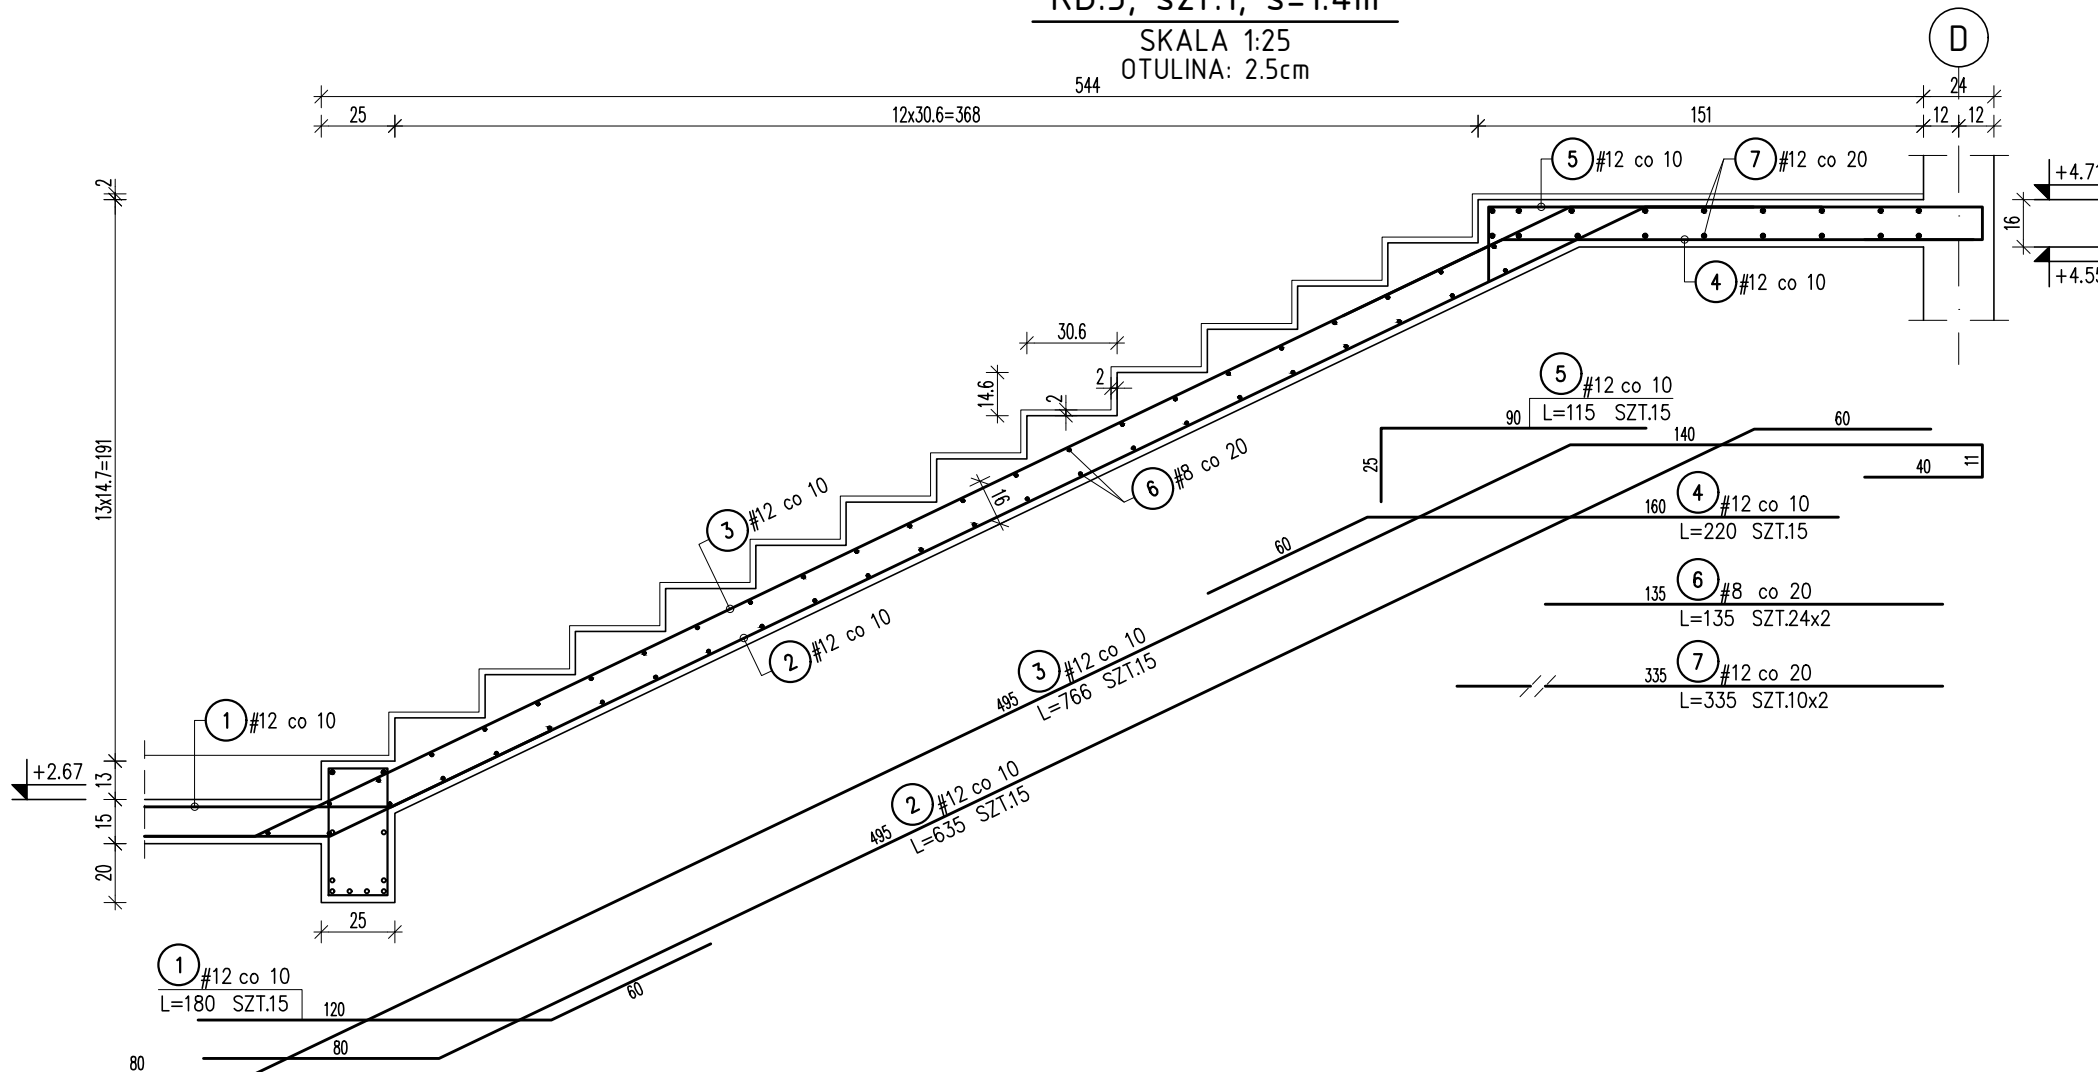 SKALA 1:25
OTULINA: 2.5cm
D
544
24
25
12x30.6=368
151
12
12
5 #12 co 10
7 #12 co 20
2
+4.71
16
4 #12 co 10
+4.55
30.6
14.6
2
2
13x14.7=191
6 #8 co 20
16
3 #12 co 10
2 #12 co 10
1 #12 co 10
+2.67
13
15
20
25
5 #12 co 10
90
L=115 SZT.15
25
60
140
11
40
160
4 #12 co 10
L=220 SZT.15
60
135
6 #8 co 20
L=135 SZT.24x2
335
7 #12 co 20
L=335 SZT.10x2
495
3 #12 co 10
L=766 SZT.15
495
2 #12 co 10
L=635 SZT.15
1 #12 co 10
L=180 SZT.15
120
60
80
80